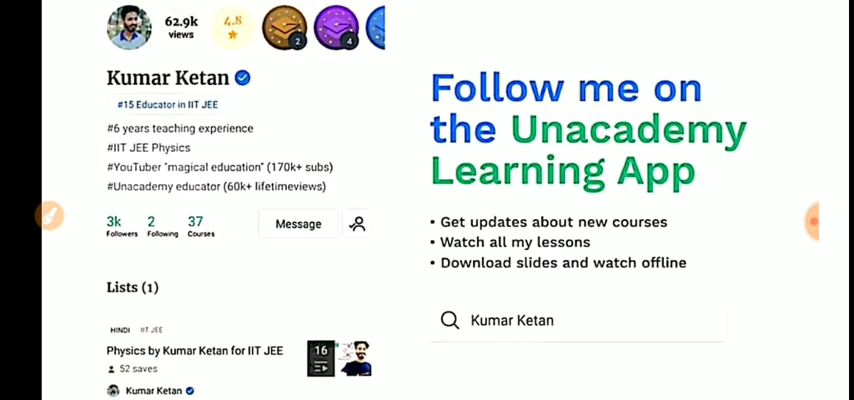 62.9k
views
4.8
2
4
Kumar Ketan
#15 Educator in IIT JEE
#6 years teaching experience
#IIT JEE Physics
#YouTuber "magical education" (170k+ subs)
#Unacademy educator (60k+ lifetimeviews)
3k
Followers
2
Following
37
Courses
Message
Lists (1)
HINDI IIT JEE
Physics by Kumar Ketan for IIT JEE
52 saves
16
Kumar Ketan
Follow me on
the Unacademy
Learning App
• Get updates about new courses
• Watch all my lessons
• Download slides and watch offline
Kumar Ketan